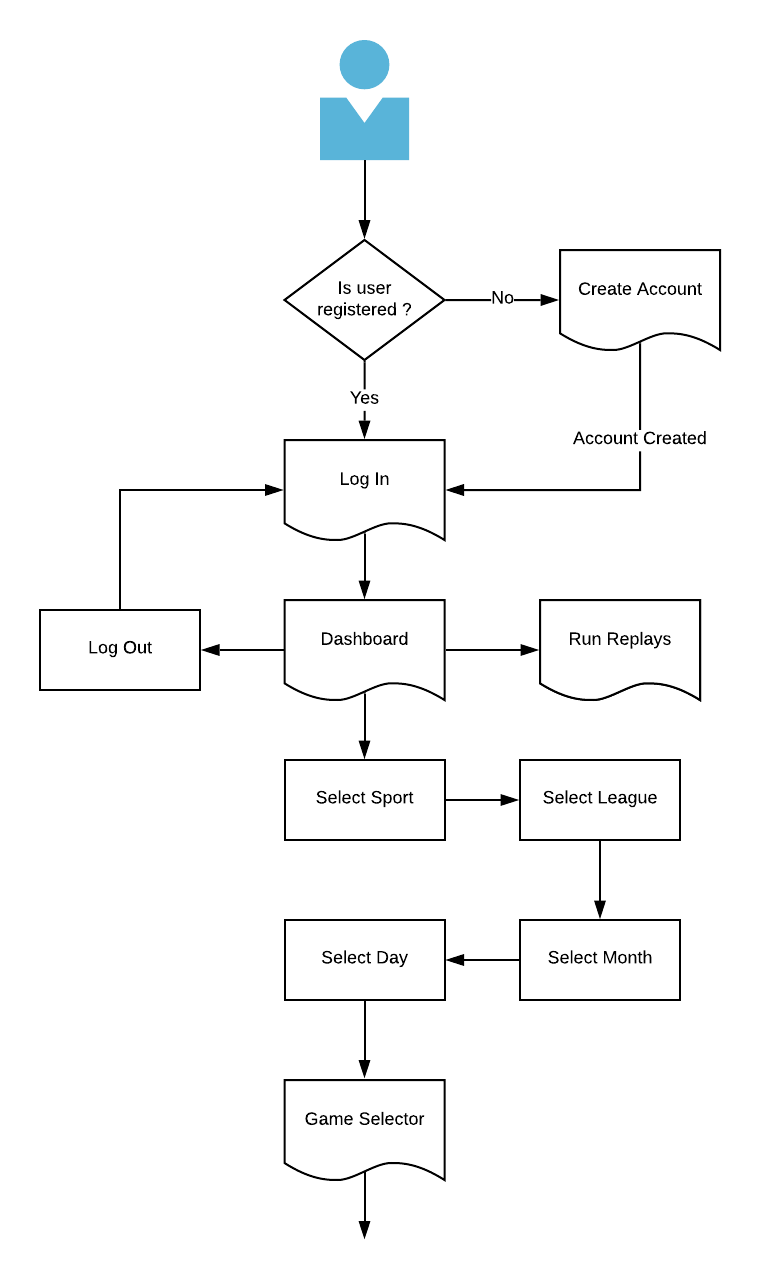 Is user
registered ?
No
Create Account
Yes
Account Created
Log In
Log Out
Dashboard
Run Replays
Select Sport
Select League
Select Day
Select Month
Game Selector